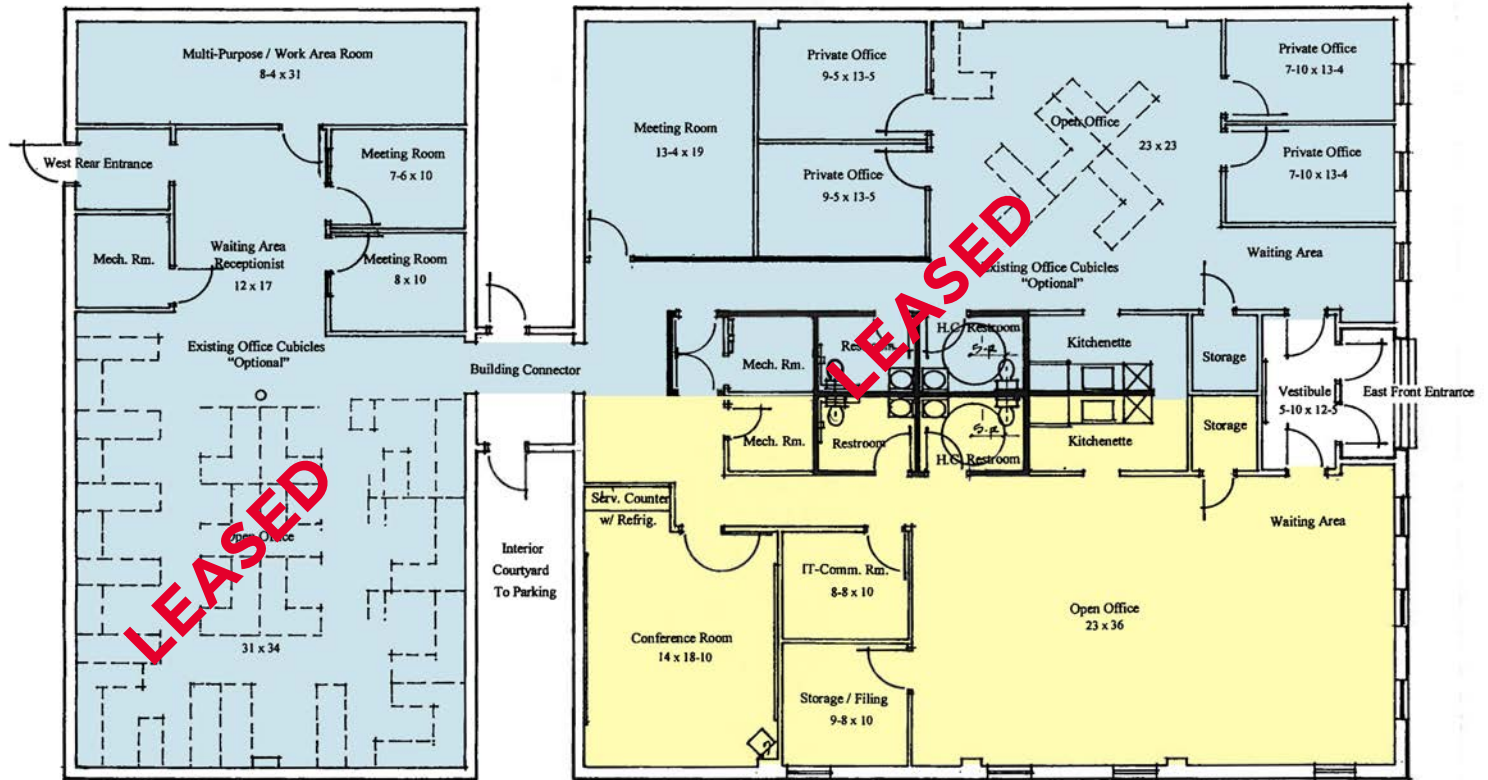 Multi-Purpose / Work Area Room
8-4 x 31
West Rear Entrance
Meeting Room
7-6 x 10
Mech. Rm.
Waiting Area
Receptionist
12 x 17
Meeting Room
8 x 10
Existing Office Cubicles
"Optional"
Open Office
31 x 34
LEASED
Building Connector
Interior
Courtyard
To Parking
Meeting Room
13-4 x 19
Private Office
9-5 x 13-5
Private Office
9-5 x 13-5
Open Office
23 x 23
Private Office
7-10 x 13-4
Private Office
7-10 x 13-4
Waiting Area
Existing Office Cubicles
"Optional"
LEASED
Mech. Rm.
Restroom
H.C. Restroom
5-R
Kitchenette
Storage
Vestibule
5-10 x 12-5
East Front Entrance
Mech. Rm.
Restroom
H.C. Restroom
5-R
Kitchenette
Storage
Serv. Counter
w/ Refrig.
Waiting Area
IT-Comm. Rm.
8-8 x 10
Open Office
23 x 36
Conference Room
14 x 18-10
Storage / Filing
9-8 x 10